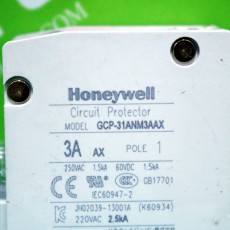 Honeywell
Circuit Protector
MODEL GCP-31ANM3AAX
3A AX POLE 1
250VAC 1.5kA 60VDC 1.5kA
GB17701
IEC60947-2
JH02039-13001A (K60934)
220VAC 2.5kA